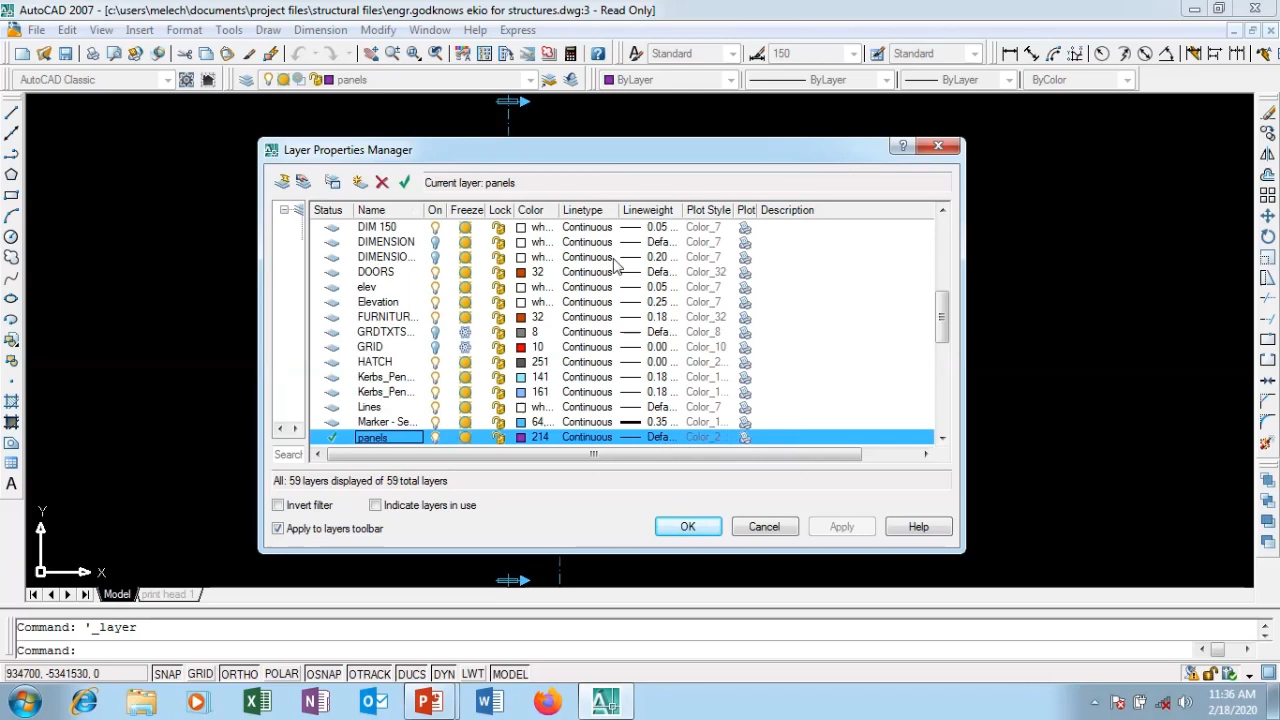 AutoCAD 2007 - [c:\users\melech\documents\project files\structural files\engr.godknows ekio for structures.dwg:3 - Read Only]
File Edit View Insert Format Tools Draw Dimension Modify Window Help Express
Standard 150 Standard
AutoCAD Classic panels ByLayer ByLayer ByLayer ByColor
Layer Properties Manager
Current layer: panels
Status Name On Freeze Lock Color Linetype Lineweight Plot Style Plot Description
DIM 150 wh... Continuous 0.05 Color_7
DIMENSION wh... Continuous Defa... Color_7
DIMENSIO... wh... Continuous 0.20 Color_7
DOORS 32 Continuous Defa... Color_32
elev wh... Continuous 0.05 Color_7
Elevation wh... Continuous 0.25 Color_7
FURNITUR... 32 Continuous 0.18 ... Color_32
GRDTXTS... 8 Continuous Defa... Color_8
GRID 10 Continuous 0.00 ... Color_10
HATCH 251 Continuous 0.00 ... Color_2...
Kerbs_Pen... 141 Continuous 0.18 ... Color_1...
Kerbs_Pen... 161 Continuous 0.18 ... Color_1...
Lines wh... Continuous Defa... Color_7
Marker - Se... 64,... Continuous 0.35 ... Color_1...
panels 214 Continuous Defa... Color_2...
Search
All: 59 layers displayed of 59 total layers
Invert filter Indicate layers in use
Apply to layers toolbar
OK Cancel Apply Help
A
Y
X
Model print head 1
Command: '_layer
Command:
934700, -5341530, 0 SNAP GRID ORTHO POLAR OSNAP OTRACK DUCS DYN LWT MODEL
11:36 AM
2/18/2020